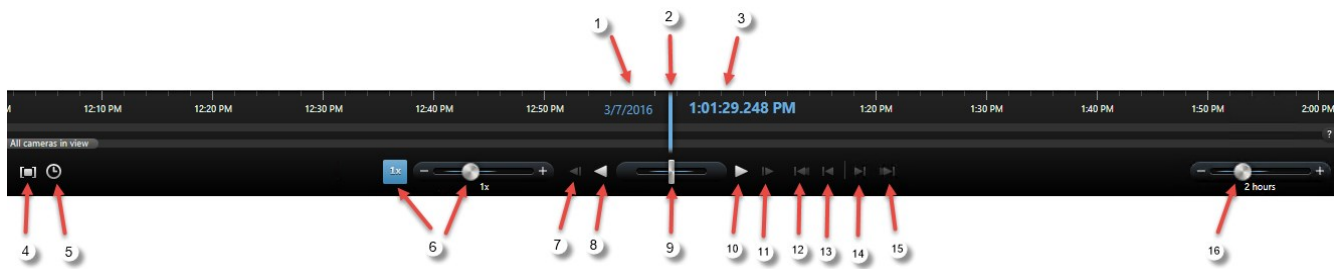 1 2 3
M 12:10 PM 12:20 PM 12:30 PM 12:40 PM 12:50 PM 3/7/2016 1:01:29.248 PM 1:20 PM 1:30 PM 1:40 PM 1:50 PM 2:00 PM
?
All cameras in view
1x − + − +
1x 2 hours
4 5 6 7 8 9 10 11 12 13 14 15 16